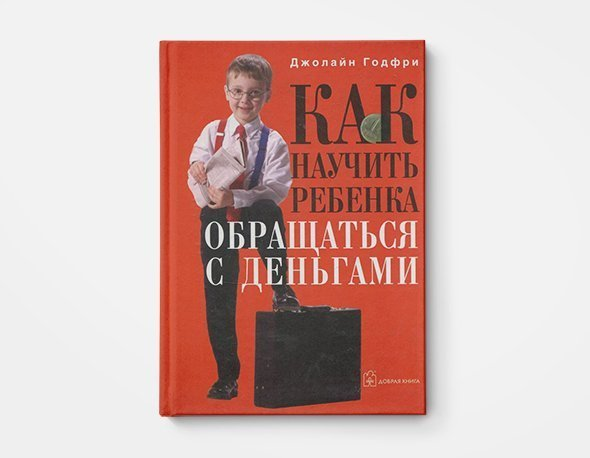 Джолайн Годфри
КАК
НАУЧИТЬ
РЕБЕНКА
ОБРАЩАТЬСЯ
С ДЕНЬГАМИ
ДОБРАЯ КНИГА